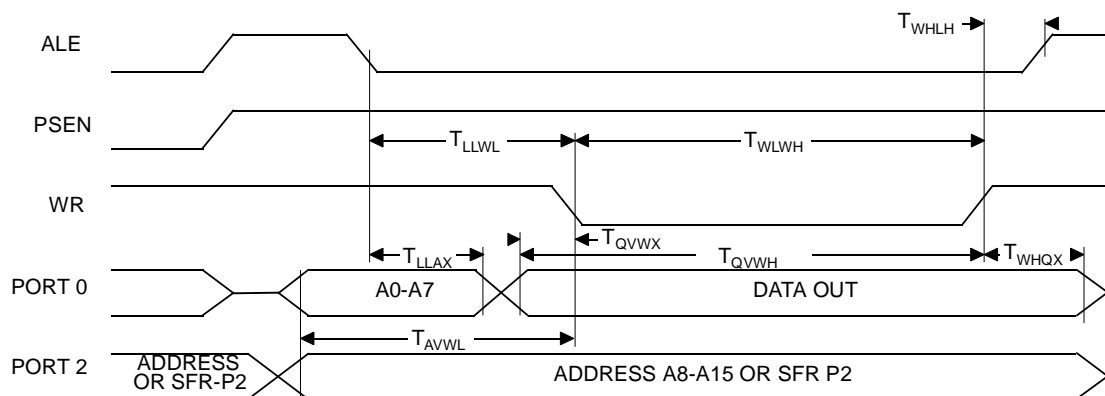 ALE
TWHLH
PSEN
TLLWL
TWLWH
WR
TQVWX
TLLAX
TQVWH
TWHQX
PORT 0
A0-A7
DATA OUT
TAVWL
PORT 2
ADDRESS
OR SFR-P2
ADDRESS A8-A15 OR SFR P2